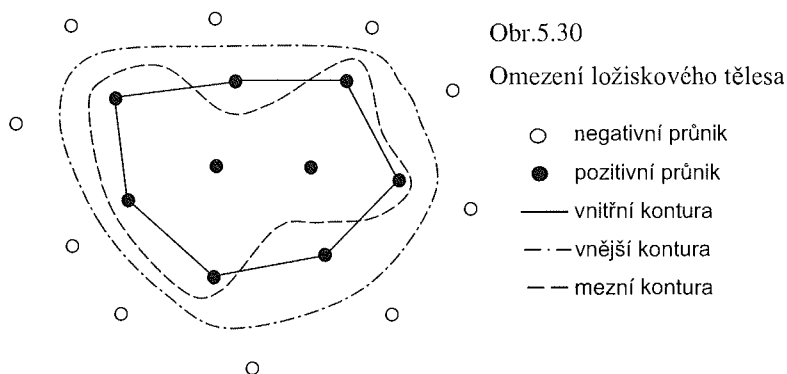 Obr.5.30
Omezení ložiskového tělesa
negativní průnik
pozitivní průnik
vnitřní kontura
vnější kontura
mezní kontura